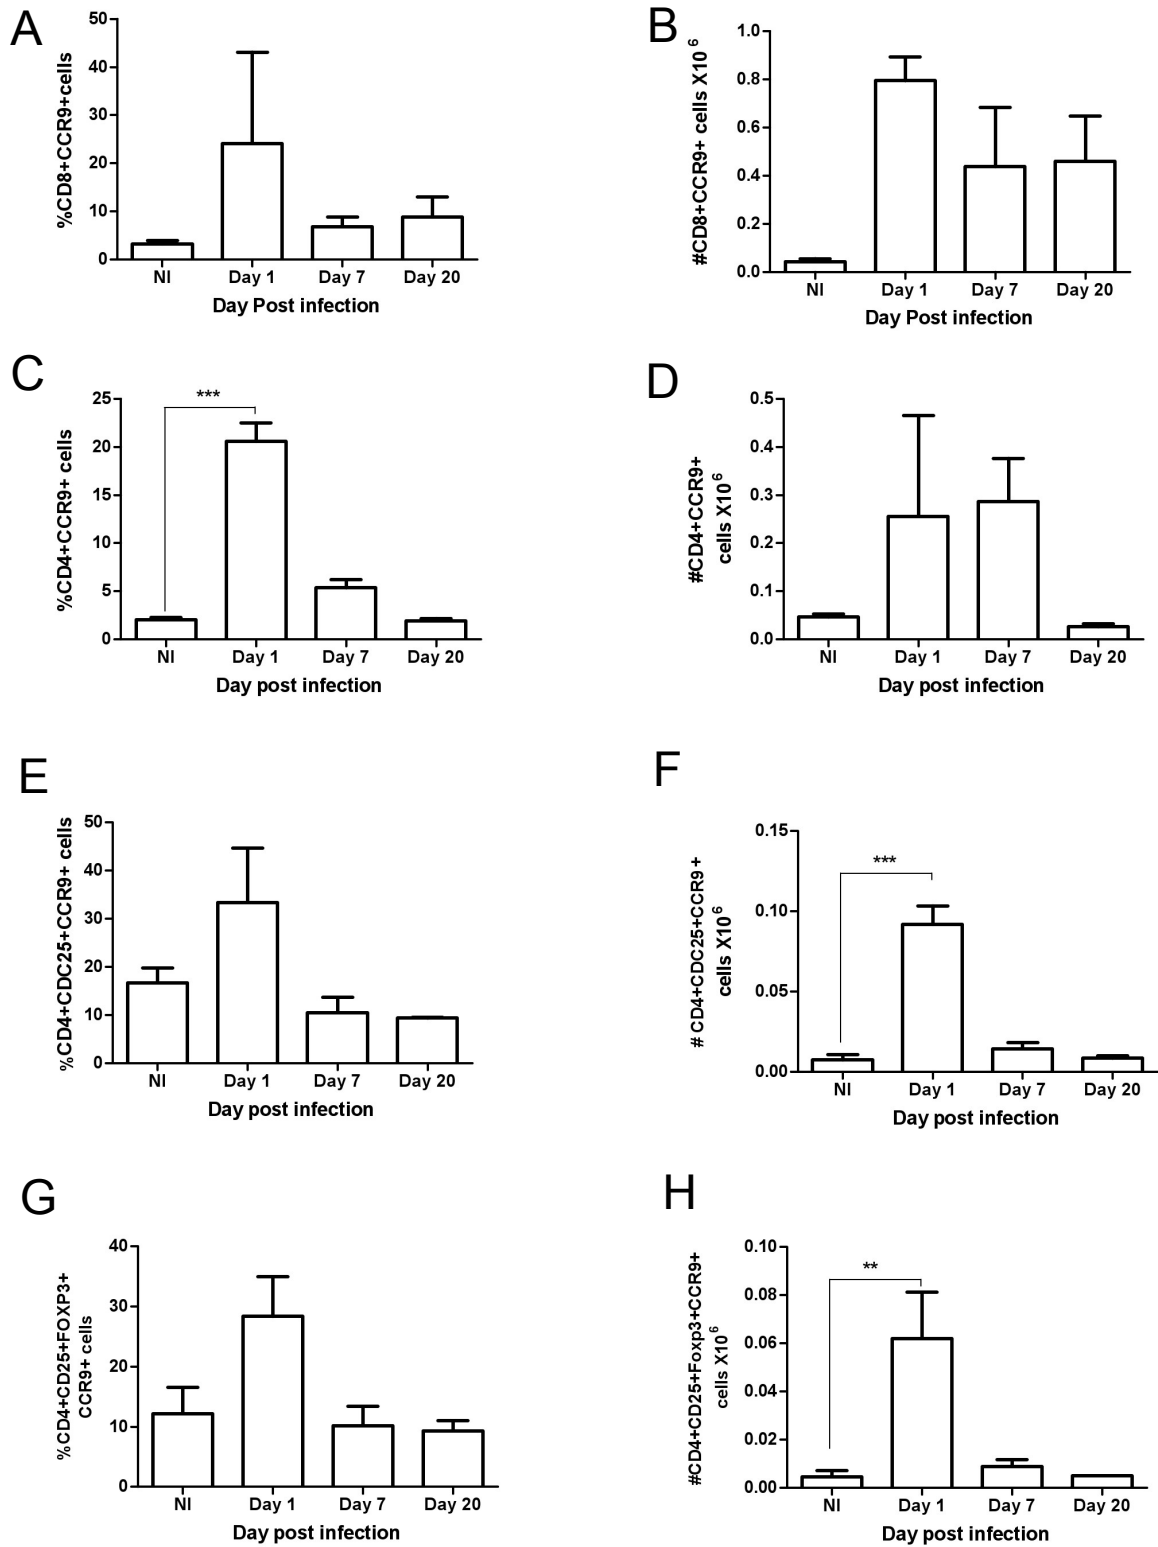 A
%CD8+CCR9+cells
50
40
30
20
10
0
NI Day 1 Day 7 Day 20
Day Post infection
B
#CD8+CCR9+ cells X10 6
1.0
0.8
0.6
0.4
0.2
0.0
NI Day 1 Day 7 Day 20
Day Post infection
C
%CD4+CCR9+ cells
25
20
15
10
5
0
***
NI Day 1 Day 7 Day 20
Day post infection
D
#CD4+CCR9+
cells X10 6
0.5
0.4
0.3
0.2
0.1
0.0
NI Day 1 Day 7 Day 20
Day post infection
E
%CD4+CDC25+CCR9+ cells
50
40
30
20
10
0
NI Day 1 Day 7 Day 20
Day post infection
F
# CD4+CDC25+CCR9 +
cells X10 6
0.15
0.10
0.05
0.00
***
NI Day 1 Day 7 Day 20
Day post infection
G
%CD4+CD25+FOXP3+
CCR9+ cells
40
30
20
10
0
NI Day 1 Day 7 Day 20
Day post infection
H
#CD4+CD25+Foxp3+CCR9+
cells X10 6
0.10
0.08
0.06
0.04
0.02
0.00
**
NI Day 1 Day 7 Day 20
Day post infection